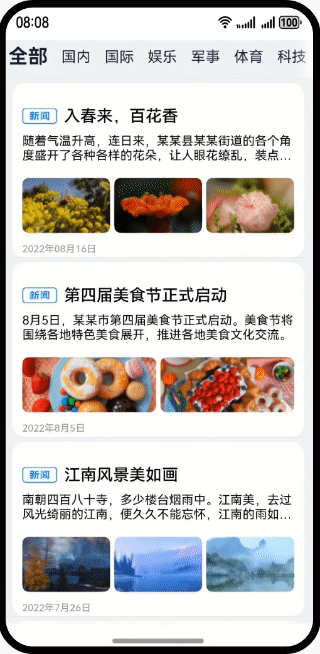 08:08
100
全部 国内 国际 娱乐 军事 体育 科技
新闻 入春来，百花香
随着气温升高，连日来，某某县某某街道的各个角
度盛开了各种各样的花朵，让人眼花缭乱，装点...
2022年08月16日
新闻 第四届美食节正式启动
8月5日，某某市第四届美食节正式启动。美食节将
围绕各地特色美食展开，推进各地美食文化交流。
2022年8月5日
新闻 江南风景美如画
南朝四百八十寺，多少楼台烟雨中。江南美，去过
风光绮丽的江南，便久久不能忘怀，江南的雨如...
2022年7月26日